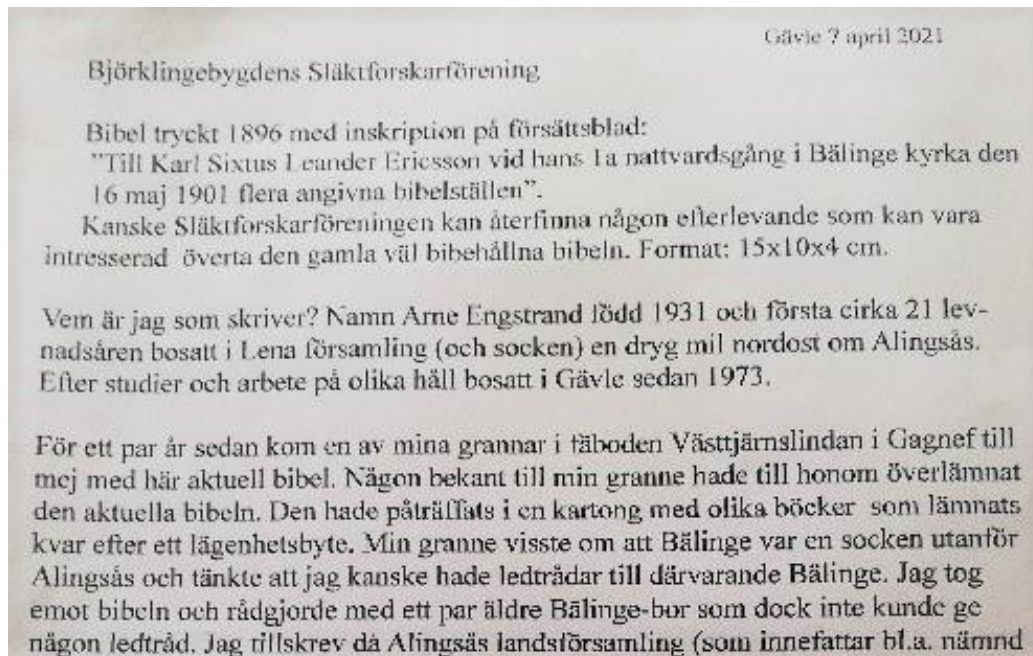 Gävle 7 april 2021
Björklingebygdens Släktforskarförening
Bibel tryckt 1896 med inskription på försättsblad:
”Till Karl Sixtus Leander Ericsson vid hans 1a nattvardsgång i Bälinge kyrka den
16 maj 1901 flera angivna bibelställen”.
Kanske Släktforskarföreningen kan återfinna någon efterlevande som kan vara
intresserad överta den gamla väl bibehållna bibeln. Format: 15x10x4 cm.
Vem är jag som skriver? Namn Arne Engstrand född 1931 och första cirka 21 lev-
nadsåren bosatt i Lena församling (och socken) en dryg mil nordost om Alingsås.
Efter studier och arbete på olika håll bosatt i Gävle sedan 1973.
För ett par år sedan kom en av mina grannar i fäboden Västtjärnslindan i Gagnef till
mej med här aktuell bibel. Någon bekant till min granne hade till honom överlämnat
den aktuella bibeln. Den hade påträffats i en kartong med olika böcker som lämnats
kvar efter ett lägenhetsbyte. Min granne visste om att Bälinge var en socken utanför
Alingsås och tänkte att jag kanske hade ledtrådar till därvarande Bälinge. Jag tog
emot bibeln och rådgjorde med ett par äldre Bälinge-bor som dock inte kunde ge
någon ledtråd. Jag tillskrev då Alingsås landsförsamling (som innefattar bl.a. nämnd